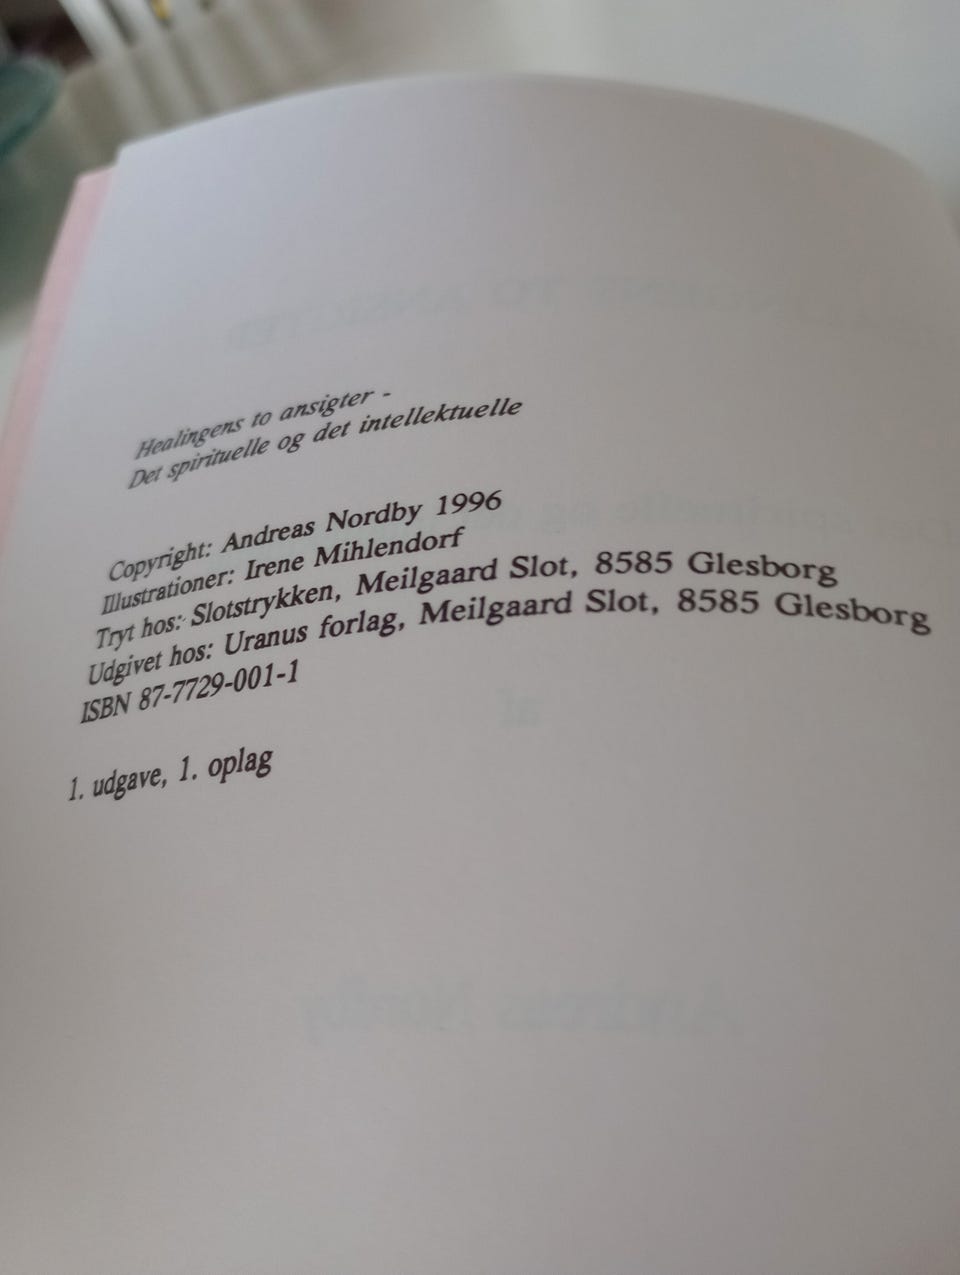 Healingens to ansigter -
Det spirituelle og det intellektuelle
Copyright: Andreas Nordby 1996
Illustrationer: Irene Mihlendorf
Tryt hos: Slotstrykken, Meilgaard Slot, 8585 Glesborg
Udgivet hos: Uranus forlag, Meilgaard Slot, 8585 Glesborg
ISBN 87-7729-001-1
1. udgave, 1. oplag